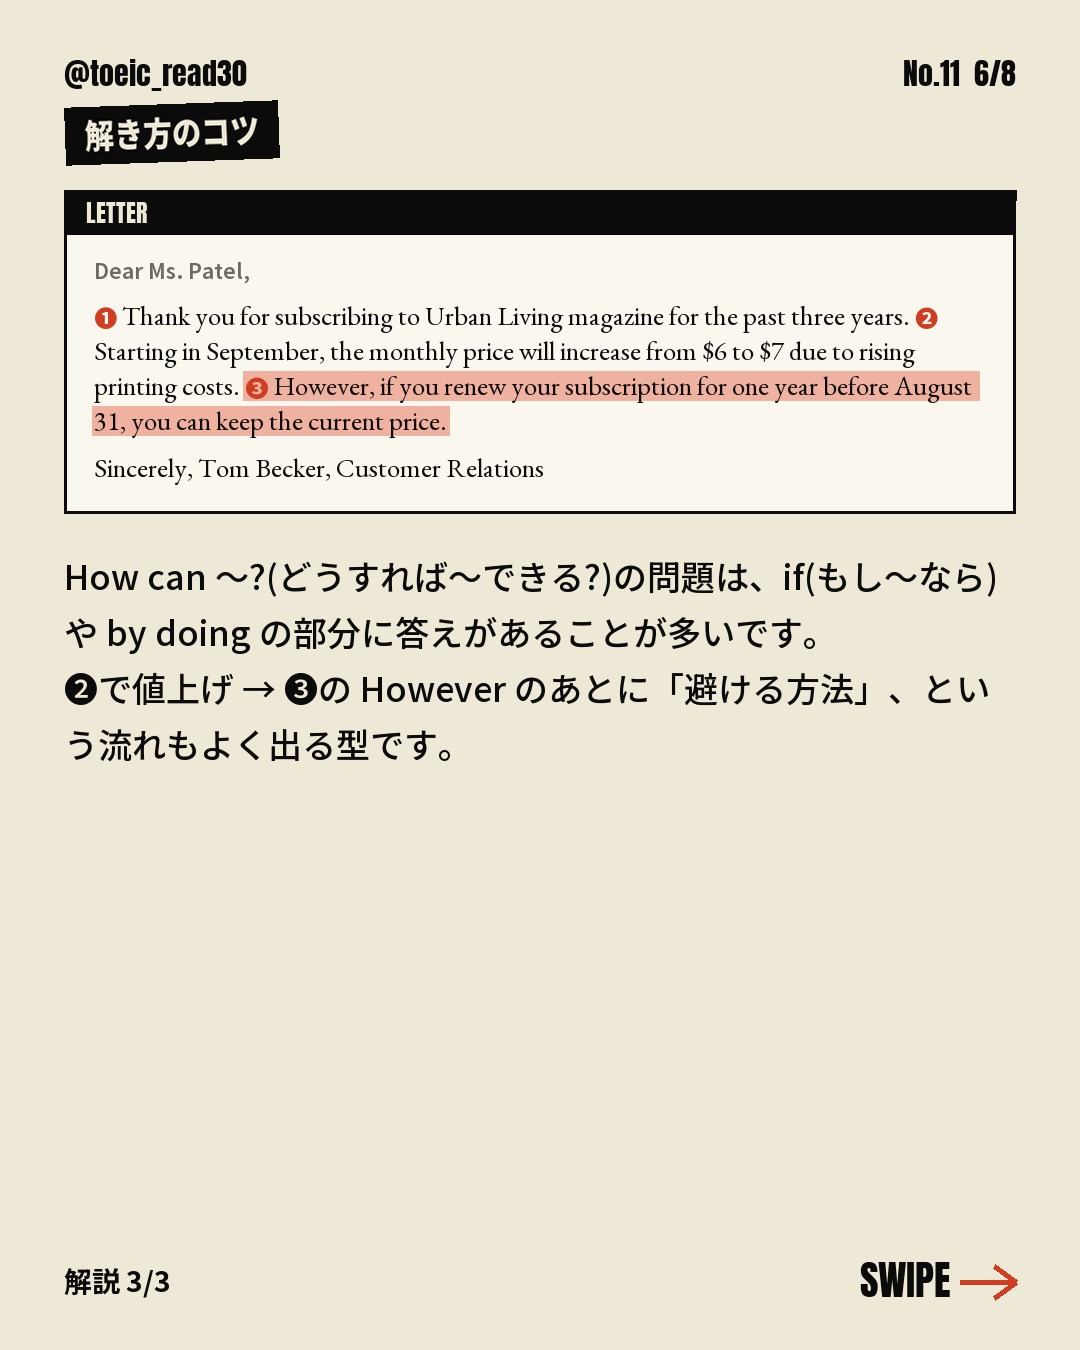 @toeic_read30
No.11 6/8
解き方のコツ
LETTER
Dear Ms. Patel,
❶ Thank you for subscribing to Urban Living magazine for the past three years. ❷
Starting in September, the monthly price will increase from $6 to $7 due to rising
printing costs. ❸ However, if you renew your subscription for one year before August
31, you can keep the current price.
Sincerely, Tom Becker, Customer Relations
How can ～?(どうすれば～できる?)の問題は、if(もし～なら)
や by doing の部分に答えがあることが多いです。
❷で値上げ → ❸の However のあとに「避ける方法」、とい
う流れもよく出る型です。
解説 3/3
SWIPE →